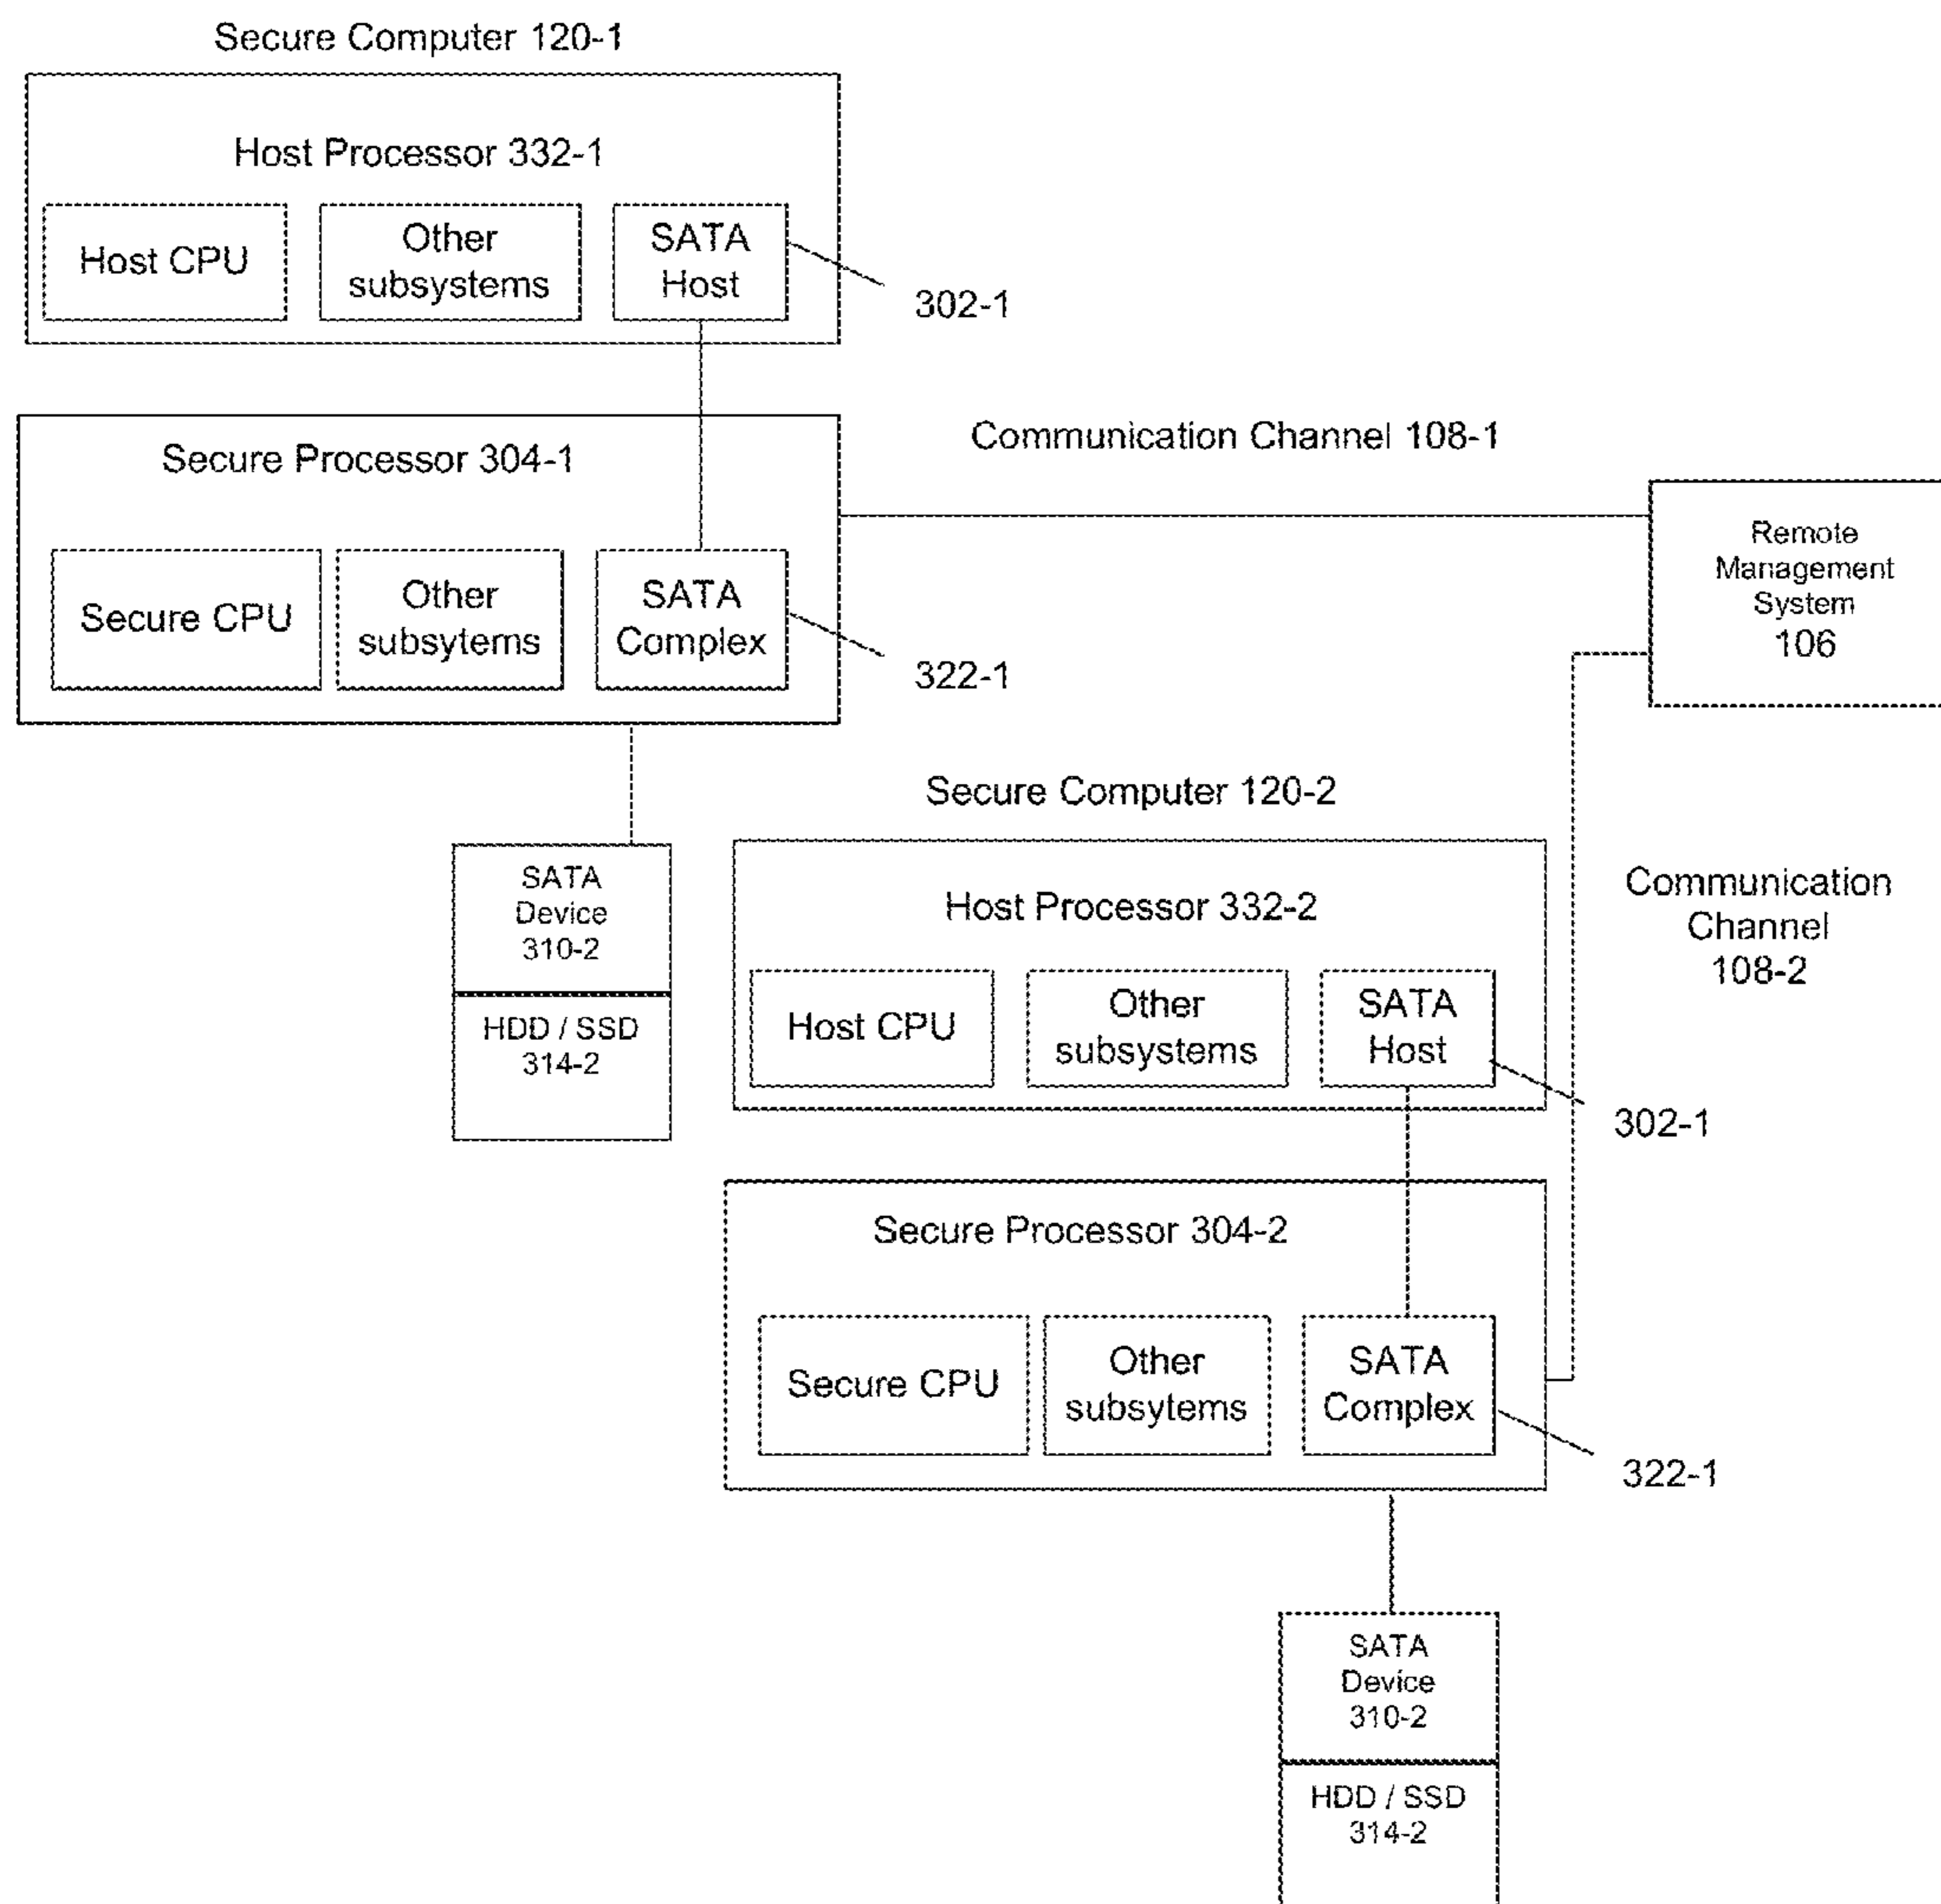 Secure Computer 120-1
Host Processor 332-1
Host CPU
Other
subsystems
SATA
Host
302-1
Secure Processor 304-1
Secure CPU
Other
subsytems
SATA
Complex
322-1
Communication Channel 108-1
Remote
Management
System
106
SATA
Device
310-2
HDD / SSD
314-2
Secure Computer 120-2
Host Processor 332-2
Host CPU
Other
subsystems
SATA
Host
302-1
Communication
Channel
108-2
Secure Processor 304-2
Secure CPU
Other
subsytems
SATA
Complex
322-1
SATA
Device
310-2
HDD / SSD
314-2